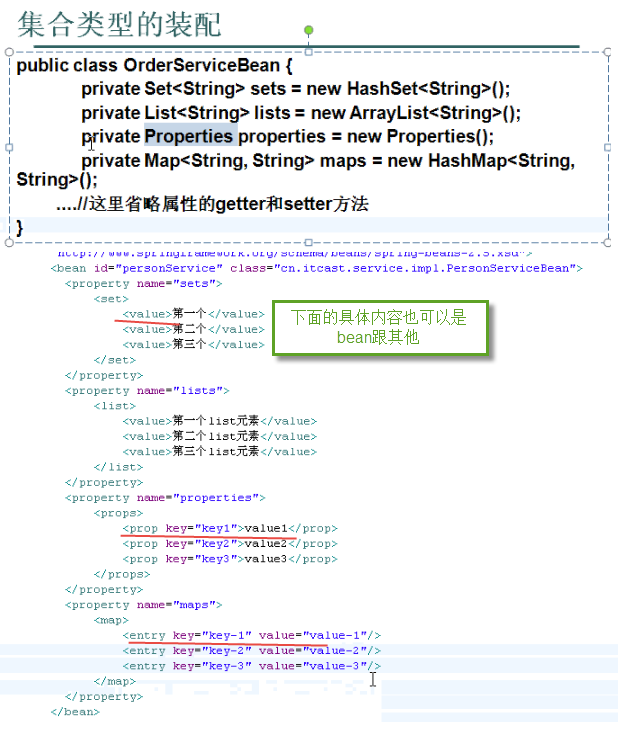 集合类型的装配
public class OrderServiceBean {
private Set<String> sets = new HashSet<String>();
private List<String> lists = new ArrayList<String>();
private Properties properties = new Properties();
private Map<String, String> maps = new HashMap<String,
String>();
....//这里省略属性的getter和setter方法
}
http://www.springframework.org/schema/beans/spring-beans-2.5.xsd">
<bean id="personService" class="cn.itcast.service.impl.PersonServiceBean">
<property name="sets">
<set>
<value>第一个</value>
<value>第二个</value>
<value>第三个</value>
</set>
下面的具体内容也可以是
bean跟其他
</property>
<property name="lists">
<list>
<value>第一个list元素</value>
<value>第二个list元素</value>
<value>第三个list元素</value>
</list>
</property>
<property name="properties">
<props>
<prop key="key1">value1</prop>
<prop key="key2">value2</prop>
<prop key="key3">value3</prop>
</props>
</property>
<property name="maps">
<map>
<entry key="key-1" value="value-1"/>
<entry key="key-2" value="value-2"/>
<entry key="key-3" value="value-3"/>
</map>
</property>
</bean>